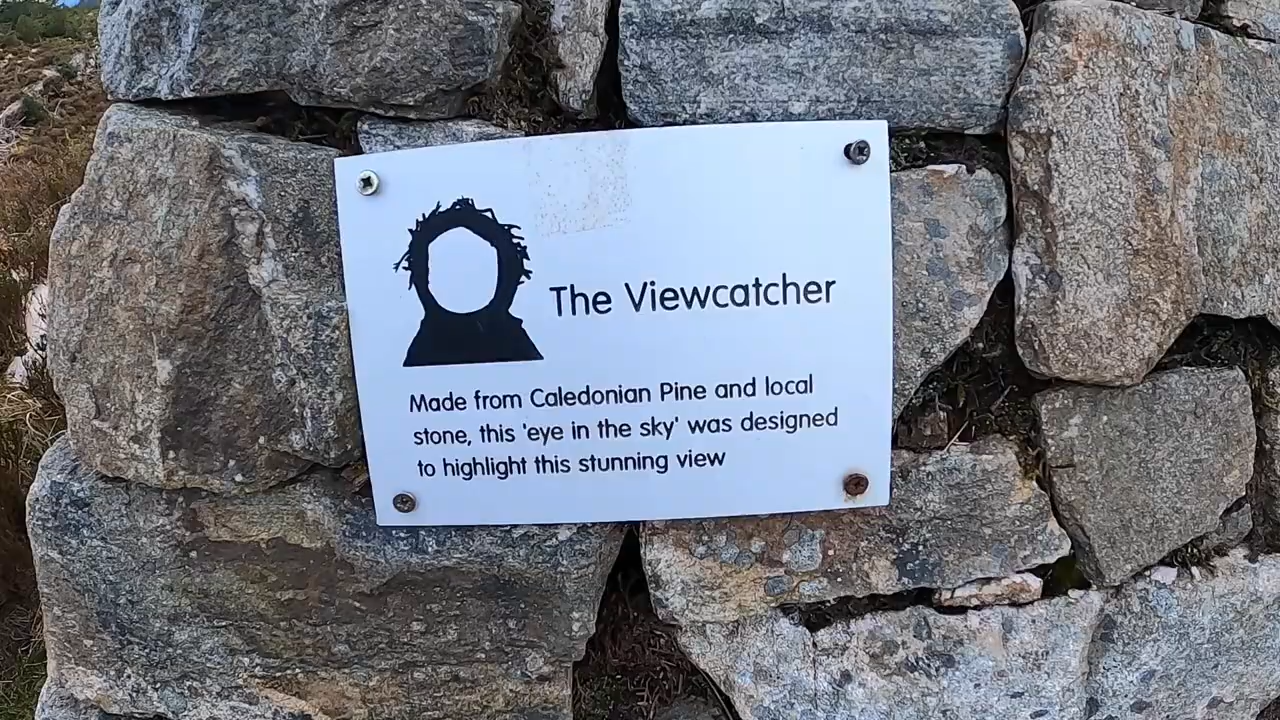 The Viewcatcher
Made from Caledonian Pine and local
stone, this 'eye in the sky' was designed
to highlight this stunning view